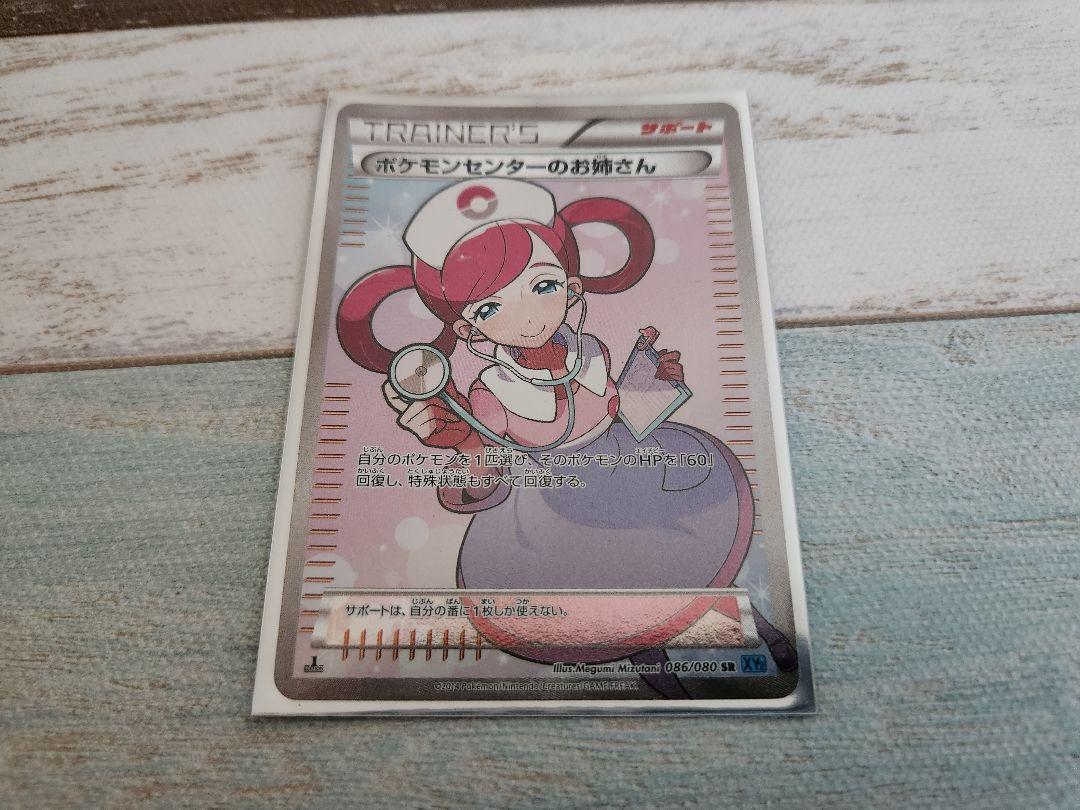 TRAINER'S サポート
ポケモンセンターのお姉さん
自分のポケモンを1匹選び、そのポケモンのHPを「60」
回復し、特殊状態もすべて回復する。
サポートは、自分の番に1枚しか使えない。
Illus.Megumi Mizutani 086/080 SR XY2
©2014 Pokémon/Nintendo/Creatures/GAME FREAK.